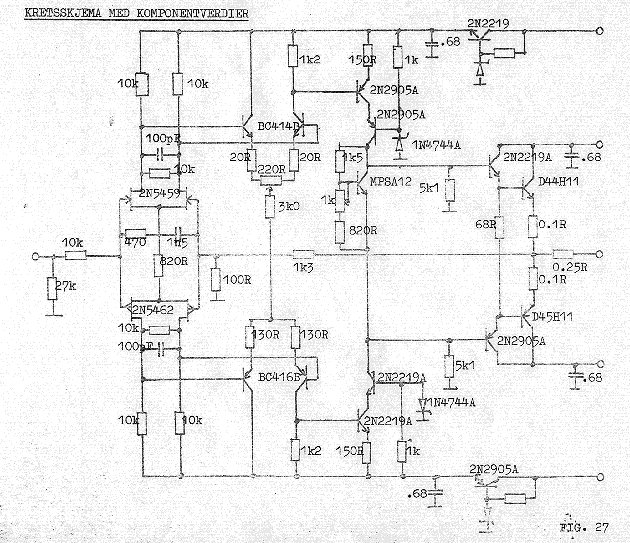 KRETSSKJEMA MED KOMPONENTVERDIER
2N2219
.68
1k2
150R
1k
10k
10k
2N2905A
2N2905A
BC414B
100pF
1N4744A
2N2219A
.68
20R
20R
1k5
10k
220R
MPSA12
5k1
D44H11
2N5459
3k0
1k
68R
0.1R
10k
470
1n5
820R
820R
1k3
0.25R
27k
100R
0.1R
2N5462
D45H11
10k
130R
130R
2N2905A
100pF
BC416B
5k1
2N2219A
.68
1N4744A
10k
10k
2N2219A
1k2
150R
1k
2N2905A
.68
FIG. 27